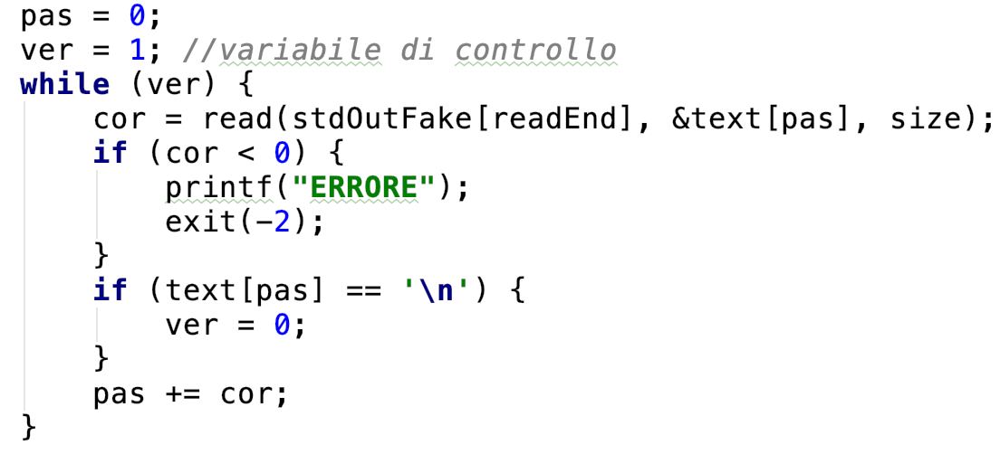 pas = 0;
ver = 1; //variabile di controllo
while (ver) {
    cor = read(stdOutFake[readEnd], &text[pas], size);
    if (cor < 0) {
        printf("ERRORE");
        exit(-2);
    }
    if (text[pas] == '\n') {
        ver = 0;
    }
    pas += cor;
}